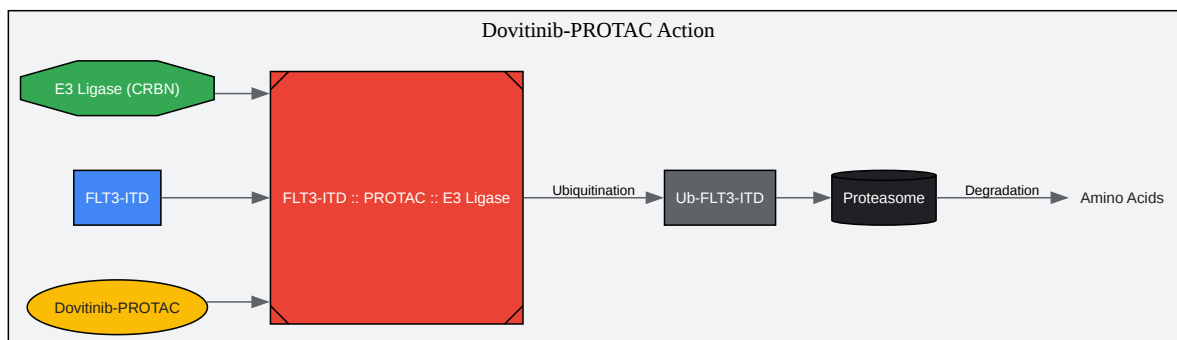 Dovitinib-PROTAC Action
E3 Ligase (CRBN)
FLT3-ITD
Dovitinib-PROTAC
FLT3-ITD :: PROTAC :: E3 Ligase
Ubiquitination
Ub-FLT3-ITD
Proteasome
Degradation
Amino Acids